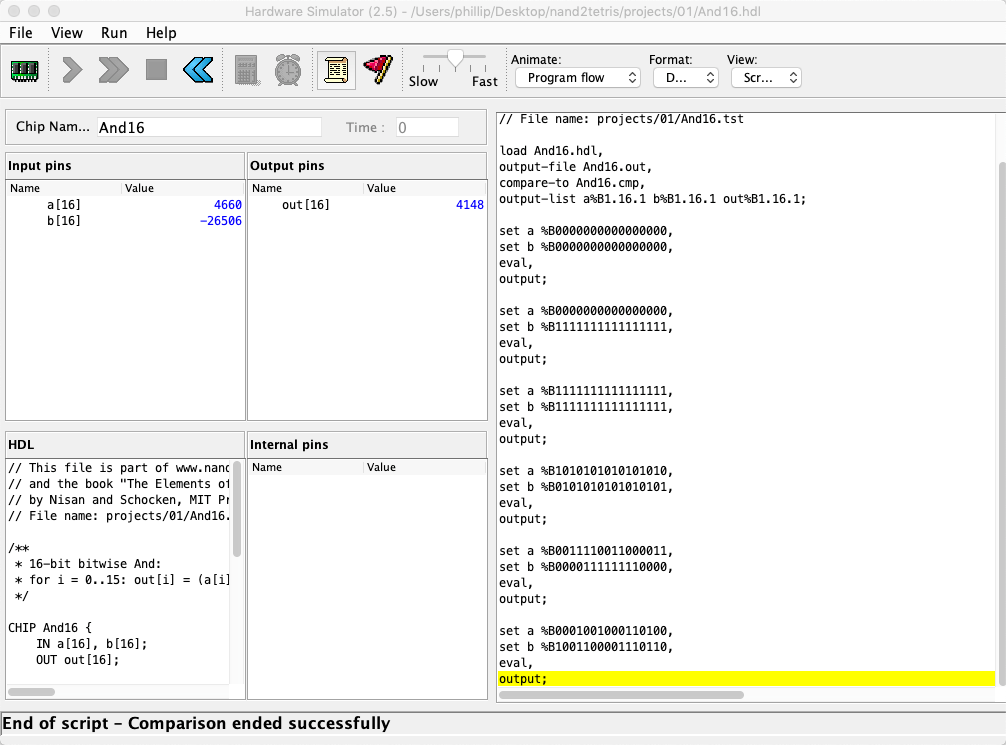 Hardware Simulator (2.5) - /Users/phillip/Desktop/nand2tetris/projects/01/And16.hdl
File View Run Help
Slow Fast
Animate:
Program flow
Format:
D...
View:
Scr...
Chip Nam... And16 Time : 0
Input pins
Name Value
a[16] 4660
b[16] -26506
Output pins
Name Value
out[16] 4148
HDL
// This file is part of www.nand
// and the book "The Elements of
// by Nisan and Schocken, MIT Pr
// File name: projects/01/And16.
/**
* 16-bit bitwise And:
* for i = 0..15: out[i] = (a[i]
*/
CHIP And16 {
IN a[16], b[16];
OUT out[16];
Internal pins
Name Value
// File name: projects/01/And16.tst
load And16.hdl,
output-file And16.out,
compare-to And16.cmp,
output-list a%B1.16.1 b%B1.16.1 out%B1.16.1;
set a %B0000000000000000,
set b %B0000000000000000,
eval,
output;
set a %B0000000000000000,
set b %B1111111111111111,
eval,
output;
set a %B1111111111111111,
set b %B1111111111111111,
eval,
output;
set a %B1010101010101010,
set b %B0101010101010101,
eval,
output;
set a %B0011110011000011,
set b %B0000111111110000,
eval,
output;
set a %B0001001000110100,
set b %B1001100001110110,
eval,
output;
End of script - Comparison ended successfully